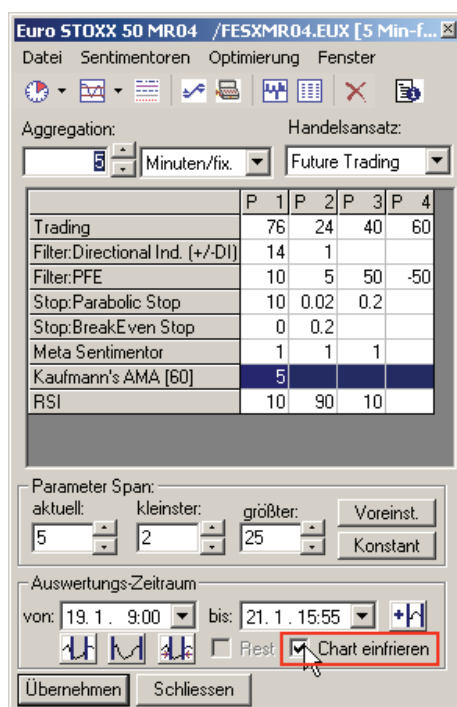 Euro STOXX 50 MR04 /FESXMR04.EUX [5 Min-f...
Datei Sentimentoren Optimierung Fenster
Aggregation: Handelsansatz:
5 Minuten/fix. Future Trading
P 1 P 2 P 3 P 4
Trading 76 24 40 60
Filter:Directional Ind. (+/-DI) 14 1
Filter:PFE 10 5 50 -50
Stop:Parabolic Stop 10 0.02 0.2
Stop:BreakEven Stop 0 0.2
Meta Sentimentor 1 1 1
Kaufmann's AMA [60] 5
RSI 10 90 10
Parameter Span:
aktuell: kleinster: größter: Voreinst.
5 2 25 Konstant
Auswertungs-Zeitraum
von: 19. 1. 9:00 bis: 21. 1. 15:55
Rest Chart einfrieren
Übernehmen Schliessen